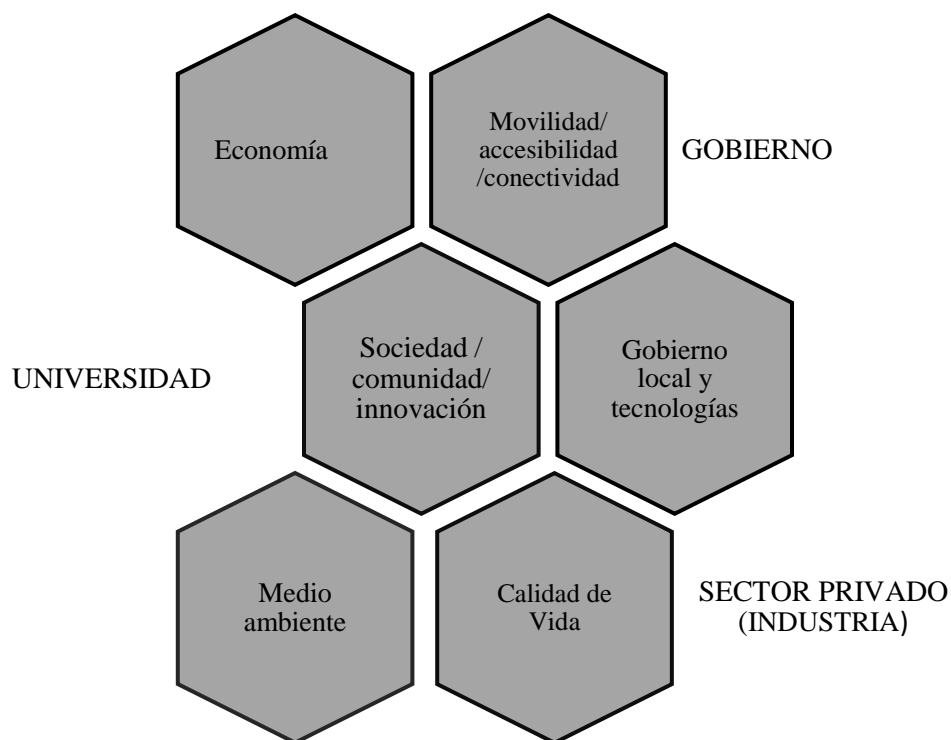 Economía
Movilidad/
accesibilidad
/conectividad
GOBIERNO
UNIVERSIDAD
Sociedad /
comunidad/
innovación
Gobierno
local y
tecnologías
Medio
ambiente
Calidad de
Vida
SECTOR PRIVADO
(INDUSTRIA)